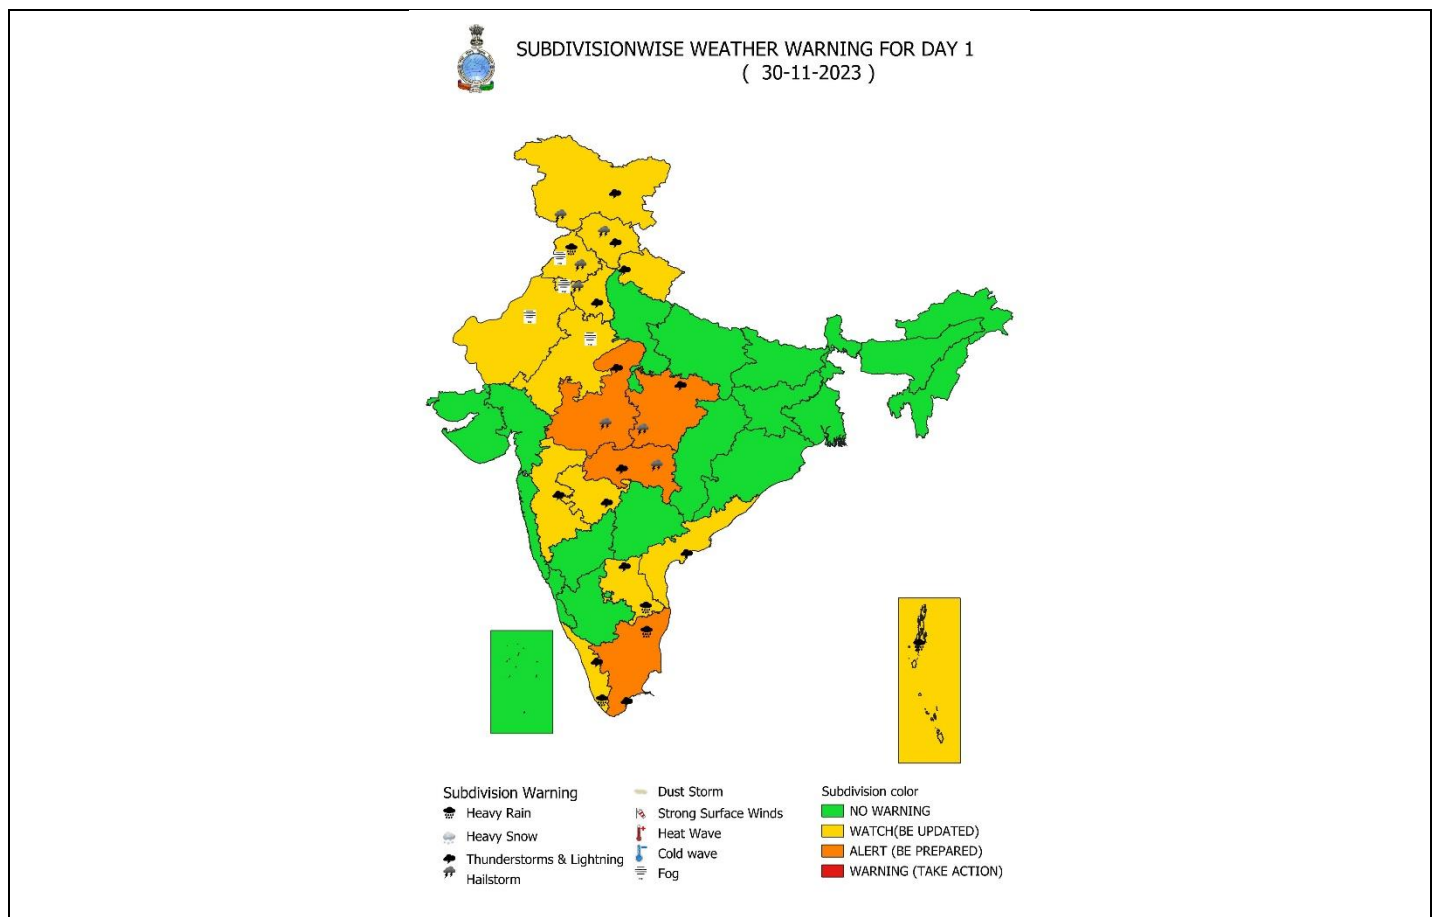 SUBDIVISIONWISE WEATHER WARNING FOR DAY 1
( 30-11-2023 )
Subdivision Warning
Heavy Rain
Heavy Snow
Thunderstorms & Lightning
Hailstorm
Dust Storm
Strong Surface Winds
Heat Wave
Cold wave
Fog
Subdivision color
NO WARNING
WATCH(BE UPDATED)
ALERT (BE PREPARED)
WARNING (TAKE ACTION)